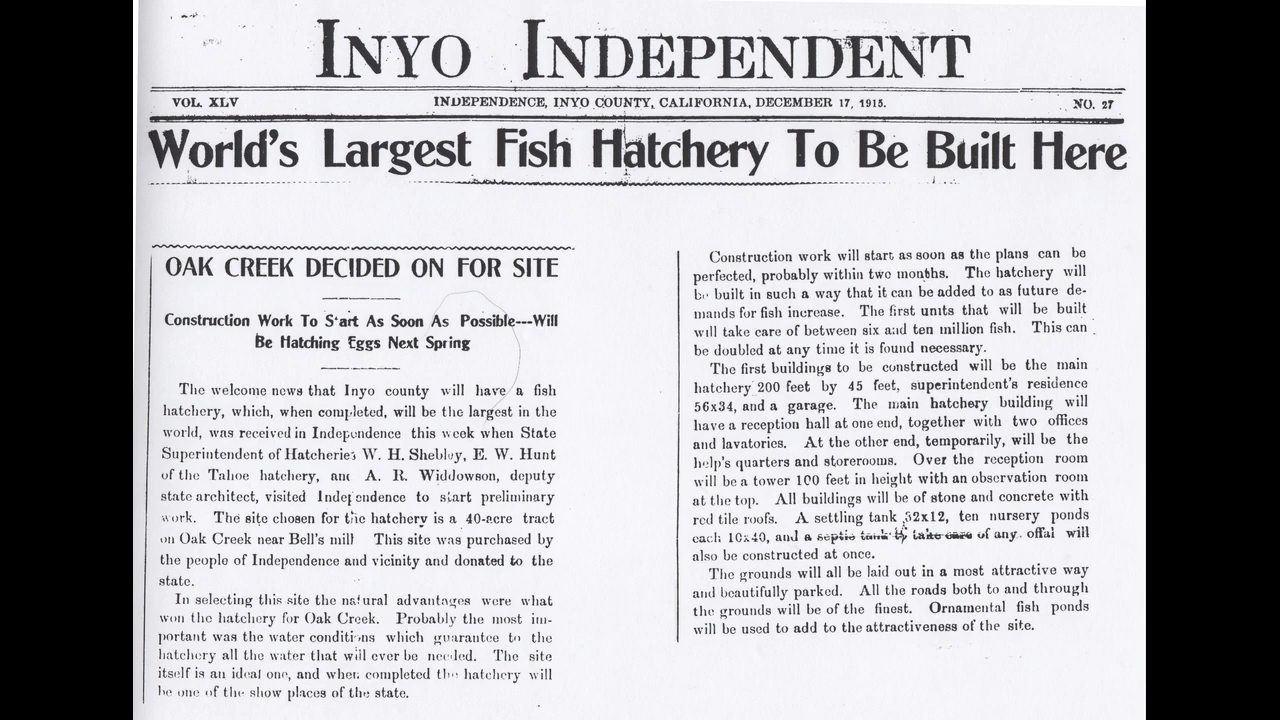 INYO INDEPENDENT
VOL. XLV INDEPENDENCE, INYO COUNTY, CALIFORNIA, DECEMBER 17, 1915. NO. 27
World's Largest Fish Hatchery To Be Built Here
OAK CREEK DECIDED ON FOR SITE
Construction Work To Start As Soon As Possible---Will
Be Hatching Eggs Next Spring
The welcome news that Inyo county will have a fish
hatchery, which, when completed, will be the largest in the
world, was received in Independence this week when State
Superintendent of Hatcheries W. H. Shebley, E. W. Hunt
of the Tahoe hatchery, and A. R. Widdowson, deputy
state architect, visited Independence to start preliminary
work. The site chosen for the hatchery is a 40-acre tract
on Oak Creek near Bell's mill This site was purchased by
the people of Independence and vicinity and donated to the
state.
In selecting this site the natural advantages were what
won the hatchery for Oak Creek. Probably the most im-
portant was the water conditions which guarantee to the
hatchery all the water that will ever be needed. The site
itself is an ideal one, and when completed the hatchery will
be one of the show places of the state.
Construction work will start as soon as the plans can be
perfected, probably within two months. The hatchery will
be built in such a way that it can be added to as future de-
mands for fish increase. The first units that will be built
will take care of between six and ten million fish. This can
be doubled at any time it is found necessary.
The first buildings to be constructed will be the main
hatchery 200 feet by 45 feet, superintendent's residence
56x34, and a garage. The main hatchery building will
have a reception hall at one end, together with two offices
and lavatories. At the other end, temporarily, will be the
help's quarters and storerooms. Over the reception room
will be a tower 100 feet in height with an observation room
at the top. All buildings will be of stone and concrete with
red tile roofs. A settling tank 32x12, ten nursery ponds
each 10x40, and a septic tank to take care of any offal will
also be constructed at once.
The grounds will all be laid out in a most attractive way
and beautifully parked. All the roads both to and through
the grounds will be of the finest. Ornamental fish ponds
will be used to add to the attractiveness of the site.